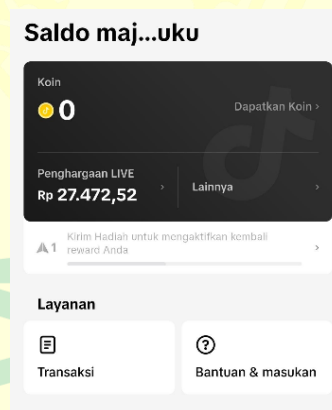 Saldo maj...uku
Koin
0
Dapatkan Koin ›
Penghargaan LIVE
Rp 27.472,52 ›
Lainnya ›
1
Kirim Hadiah untuk mengaktifkan kembali
reward Anda ›
Layanan
Transaksi
Bantuan & masukan